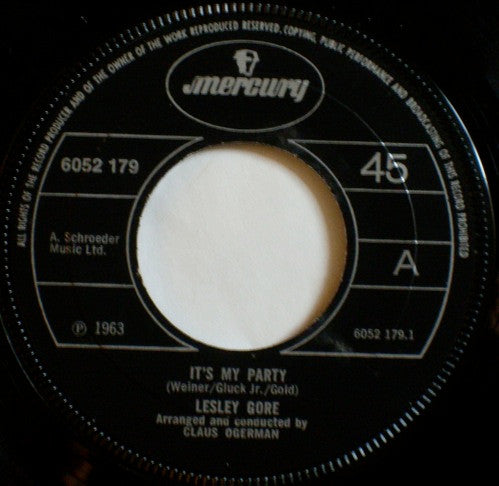 ALL RIGHTS OF THE RECORD PRODUCER AND OF THE OWNER OF THE WORK REPRODUCED RESERVED, COPYING, PUBLIC PERFORMANCE AND BROADCASTING OF THIS RECORD PROHIBITED
mercury
6052 179
45
A. Schroeder
Music Ltd.
A
℗ 1963
6052 179.1
IT'S MY PARTY
(Weiner/Gluck Jr./Gold)
LESLEY GORE
Arranged and conducted by
CLAUS OGERMAN